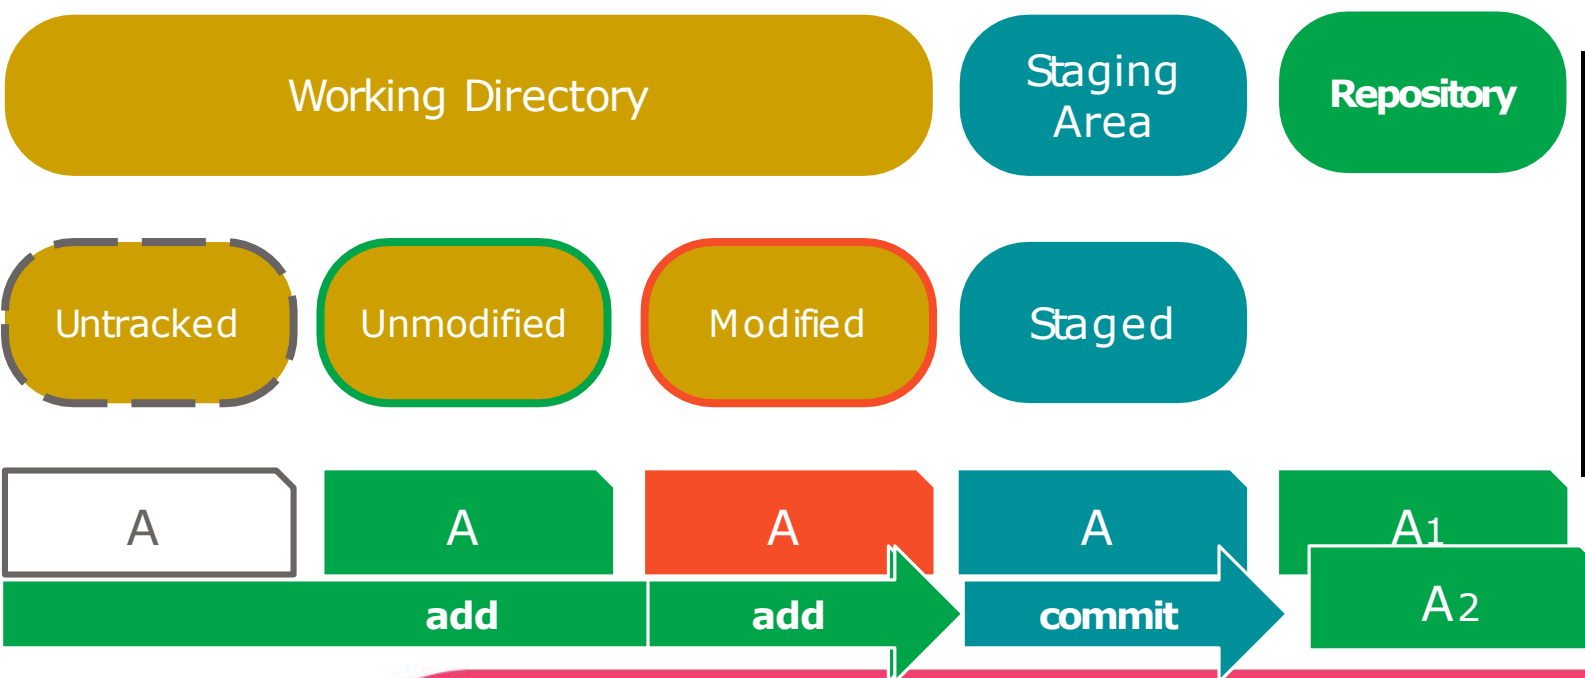 Working Directory
Staging
Area
Repository
Untracked
Unmodified
Modified
Staged
A
A
A
A
A1
add
add
commit
A2